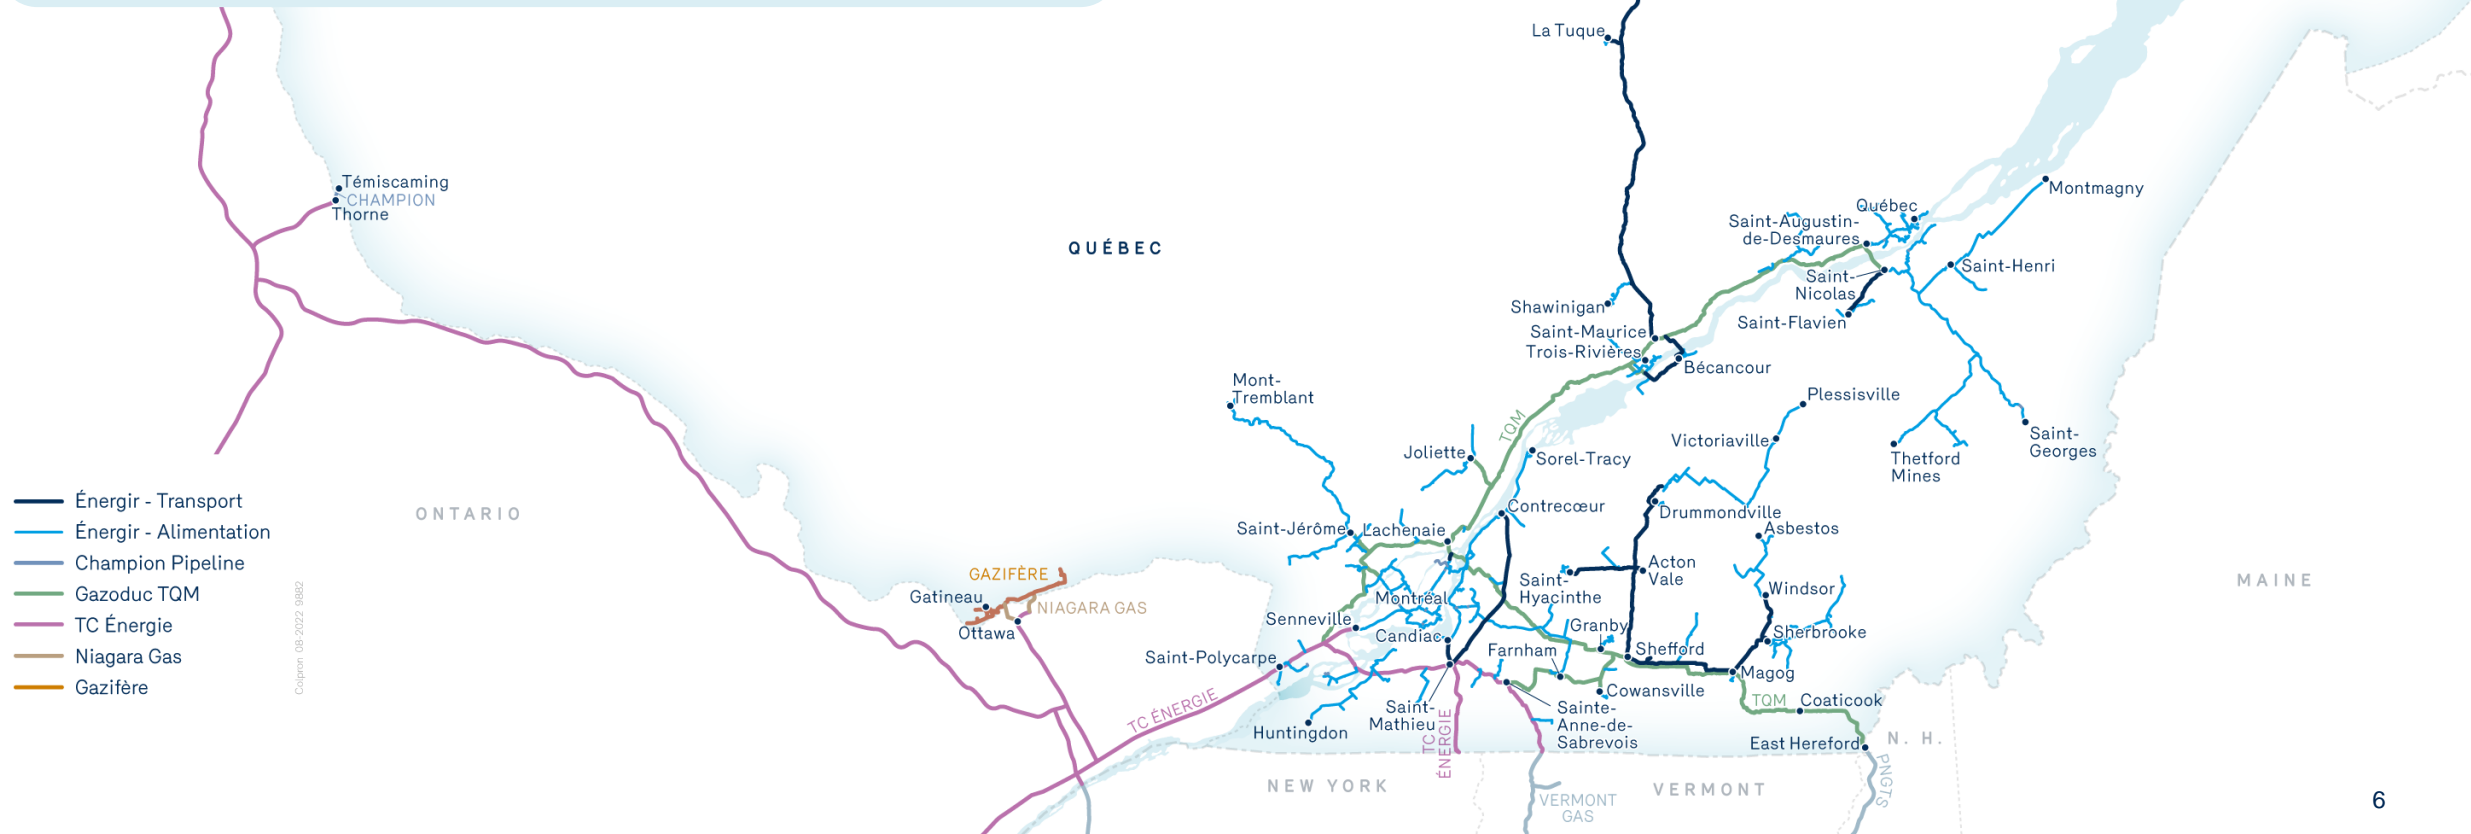 La Tuque
Témiscaming
CHAMPION
Thorne
QUÉBEC
Montmagny
Québec
Saint-Augustin-
de-Desmaures
Saint-Henri
Saint-
Nicolas
Saint-Flavien
Shawinigan
Saint-Maurice
Trois-Rivières
Bécancour
Mont-
Tremblant
Plessisville
Victoriaville
TQM
Joliette
Sorel-Tracy
Saint-
Georges
Thetford
Mines
Contrecœur
Drummondville
Asbestos
Saint-Jérôme
Lachenaie
Acton
Vale
Saint-
Hyacinthe
Windsor
Montréal
Senneville
Candiac
Granby
Sherbrooke
Farnham
Shefford
Magog
Saint-Polycarpe
Cowansville
TQM
Coaticook
Huntingdon
Saint-
Mathieu
Sainte-
Anne-de-
Sabrevois
East Hereford
TC ÉNERGIE
TC
ÉNERGIE
PNGTS
GAZIFÈRE
Gatineau
NIAGARA GAS
Ottawa
ONTARIO
MAINE
N. H.
NEW YORK
VERMONT
VERMONT
GAS
Énergir - Transport
Énergir - Alimentation
Champion Pipeline
Gazoduc TQM
TC Énergie
Niagara Gas
Gazifère
Colpron 08-2022 9882
6